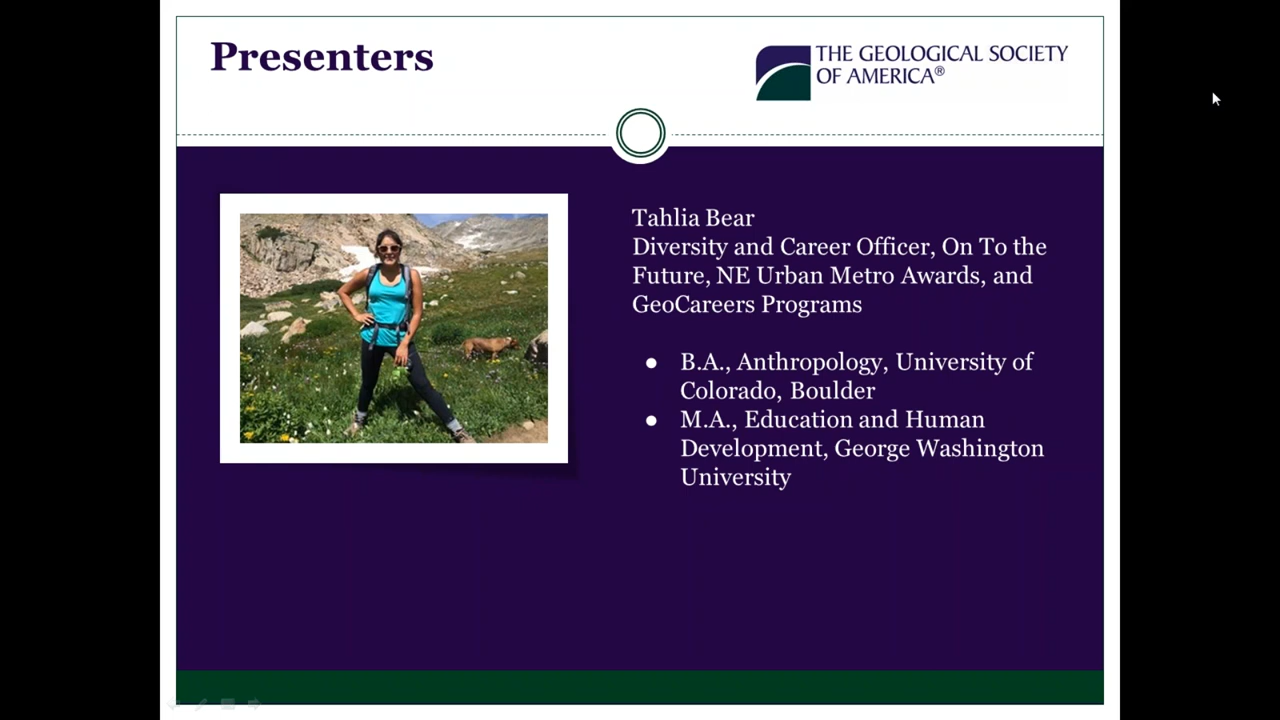 Presenters
THE GEOLOGICAL SOCIETY
OF AMERICA®
Tahlia Bear
Diversity and Career Officer, On To the
Future, NE Urban Metro Awards, and
GeoCareers Programs
● B.A., Anthropology, University of
Colorado, Boulder
● M.A., Education and Human
Development, George Washington
University